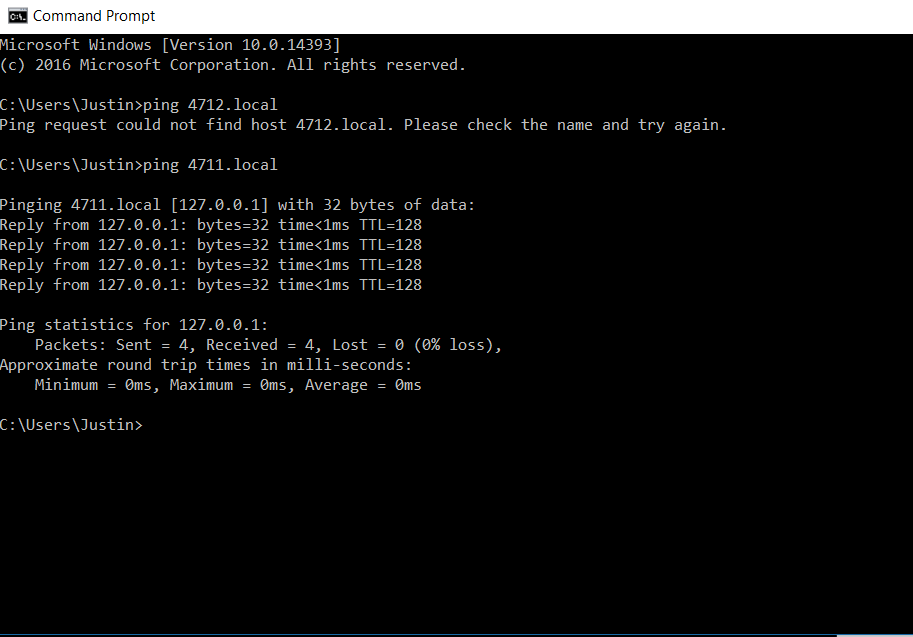 Command Prompt
Microsoft Windows [Version 10.0.14393]
(c) 2016 Microsoft Corporation. All rights reserved.
C:\Users\Justin>ping 4712.local
Ping request could not find host 4712.local. Please check the name and try again.
C:\Users\Justin>ping 4711.local
Pinging 4711.local [127.0.0.1] with 32 bytes of data:
Reply from 127.0.0.1: bytes=32 time<1ms TTL=128
Reply from 127.0.0.1: bytes=32 time<1ms TTL=128
Reply from 127.0.0.1: bytes=32 time<1ms TTL=128
Reply from 127.0.0.1: bytes=32 time<1ms TTL=128
Ping statistics for 127.0.0.1:
    Packets: Sent = 4, Received = 4, Lost = 0 (0% loss),
Approximate round trip times in milli-seconds:
    Minimum = 0ms, Maximum = 0ms, Average = 0ms
C:\Users\Justin>